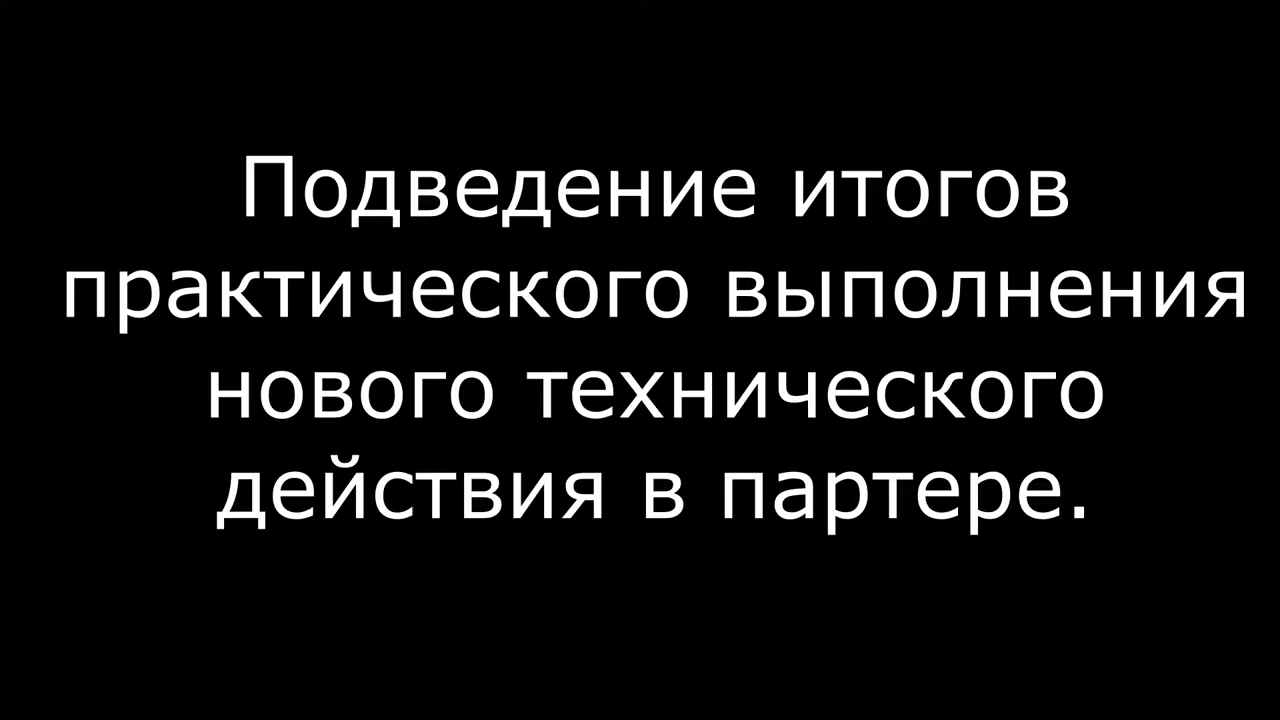 Подведение итогов
практического выполнения
нового технического
действия в партере.